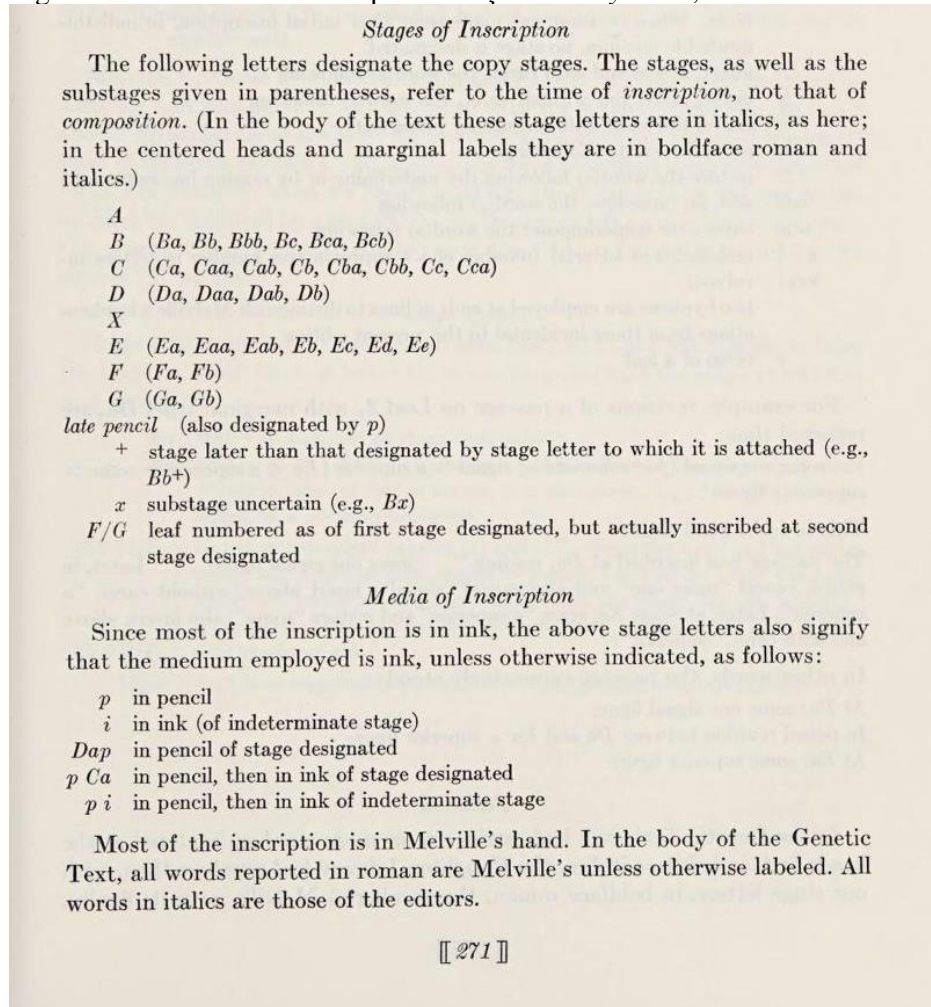 Stages of Inscription
The following letters designate the copy stages. The stages, as well as the
substages given in parentheses, refer to the time of inscription, not that of
composition. (In the body of the text these stage letters are in italics, as here;
in the centered heads and marginal labels they are in boldface roman and
italics.)
A
B (Ba, Bb, Bbb, Bc, Bca, Bcb)
C (Ca, Caa, Cab, Cb, Cba, Cbb, Cc, Cca)
D (Da, Daa, Dab, Db)
X
E (Ea, Eaa, Eab, Eb, Ec, Ed, Ee)
F (Fa, Fb)
G (Ga, Gb)
late pencil (also designated by p)
+ stage later than that designated by stage letter to which it is attached (e.g.,
Bb+)
x substage uncertain (e.g., Bx)
F/G leaf numbered as of first stage designated, but actually inscribed at second
stage designated
Media of Inscription
Since most of the inscription is in ink, the above stage letters also signify
that the medium employed is ink, unless otherwise indicated, as follows:
p in pencil
i in ink (of indeterminate stage)
Dap in pencil of stage designated
p Ca in pencil, then in ink of stage designated
p i in pencil, then in ink of indeterminate stage
Most of the inscription is in Melville's hand. In the body of the Genetic
Text, all words reported in roman are Melville's unless otherwise labeled. All
words in italics are those of the editors.
⟦271⟧